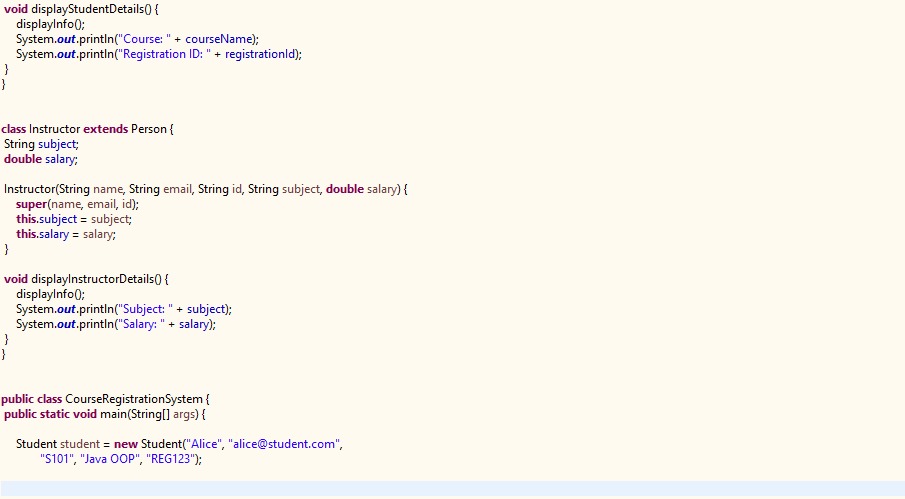 void displayStudentDetails() {
displayInfo();
System.out.println("Course: " + courseName);
System.out.println("Registration ID: " + registrationId);
}
}
class Instructor extends Person {
String subject;
double salary;
Instructor(String name, String email, String id, String subject, double salary) {
super(name, email, id);
this.subject = subject;
this.salary = salary;
}
void displayInstructorDetails() {
displayInfo();
System.out.println("Subject: " + subject);
System.out.println("Salary: " + salary);
}
}
public class CourseRegistrationSystem {
public static void main(String[] args) {
Student student = new Student("Alice", "alice@student.com",
"S101", "Java OOP", "REG123");